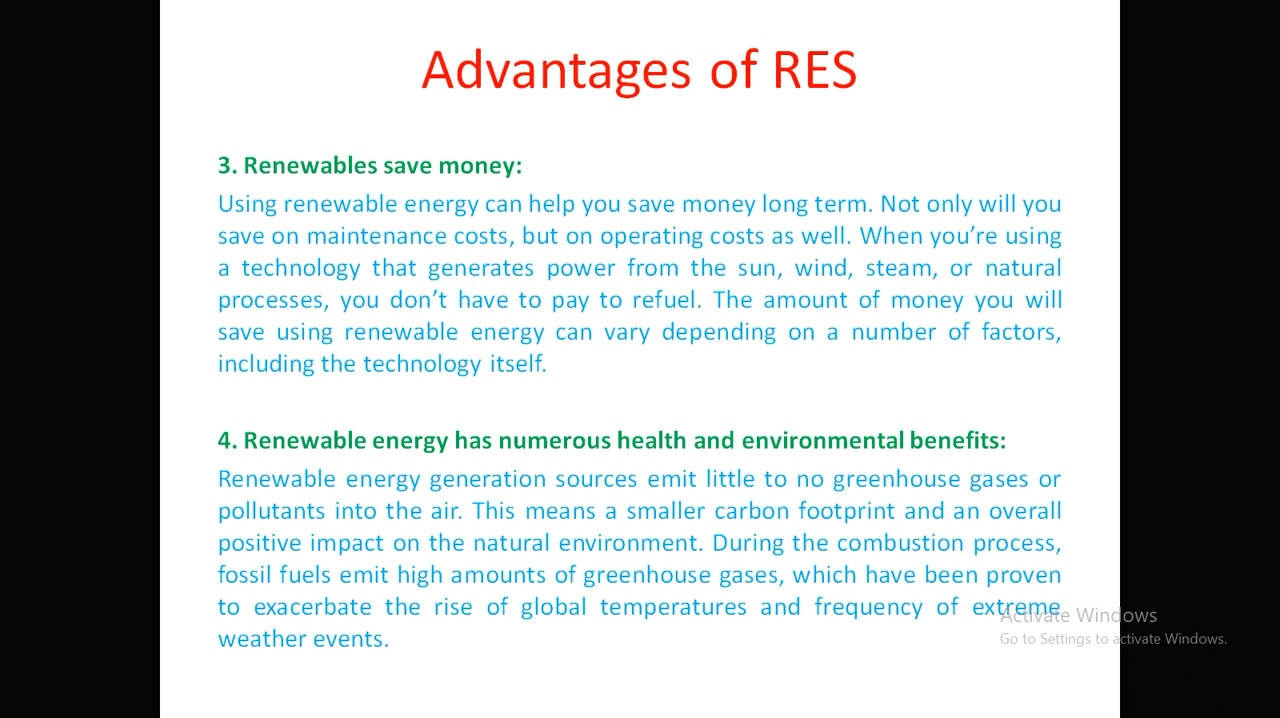 Advantages of RES
3. Renewables save money:
Using renewable energy can help you save money long term. Not only will you
save on maintenance costs, but on operating costs as well. When you’re using
a technology that generates power from the sun, wind, steam, or natural
processes, you don’t have to pay to refuel. The amount of money you will
save using renewable energy can vary depending on a number of factors,
including the technology itself.
4. Renewable energy has numerous health and environmental benefits:
Renewable energy generation sources emit little to no greenhouse gases or
pollutants into the air. This means a smaller carbon footprint and an overall
positive impact on the natural environment. During the combustion process,
fossil fuels emit high amounts of greenhouse gases, which have been proven
to exacerbate the rise of global temperatures and frequency of extreme
weather events.
Activate Windows
Go to Settings to activate Windows.